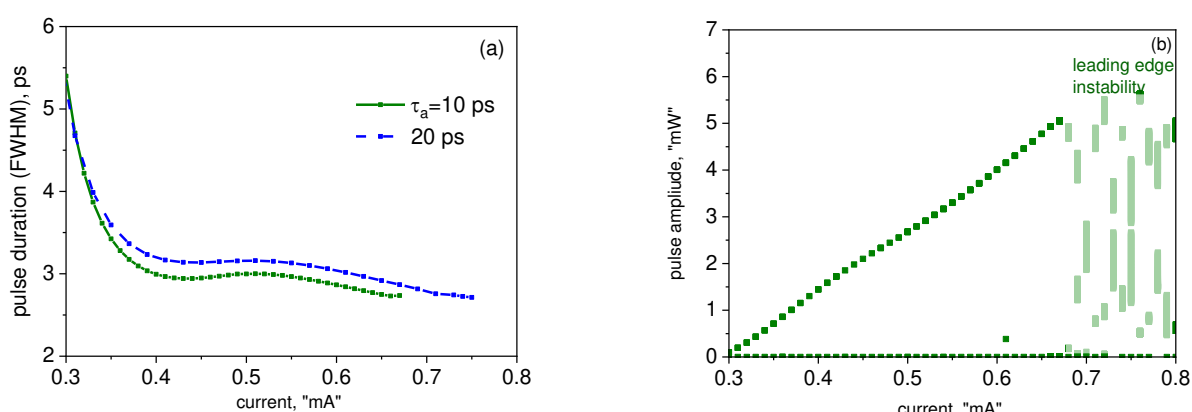 6
5
4
3
2
0.3
0.4
0.5
0.6
0.7
0.8
pulse duration (FWHM), ps
current, "mA"
(a)
τa=10 ps
20 ps
7
6
5
4
3
2
1
0
0.3
0.4
0.5
0.6
0.7
0.8
pulse ampliude, "mW"
current, "mA"
(b)
leading edge
instability